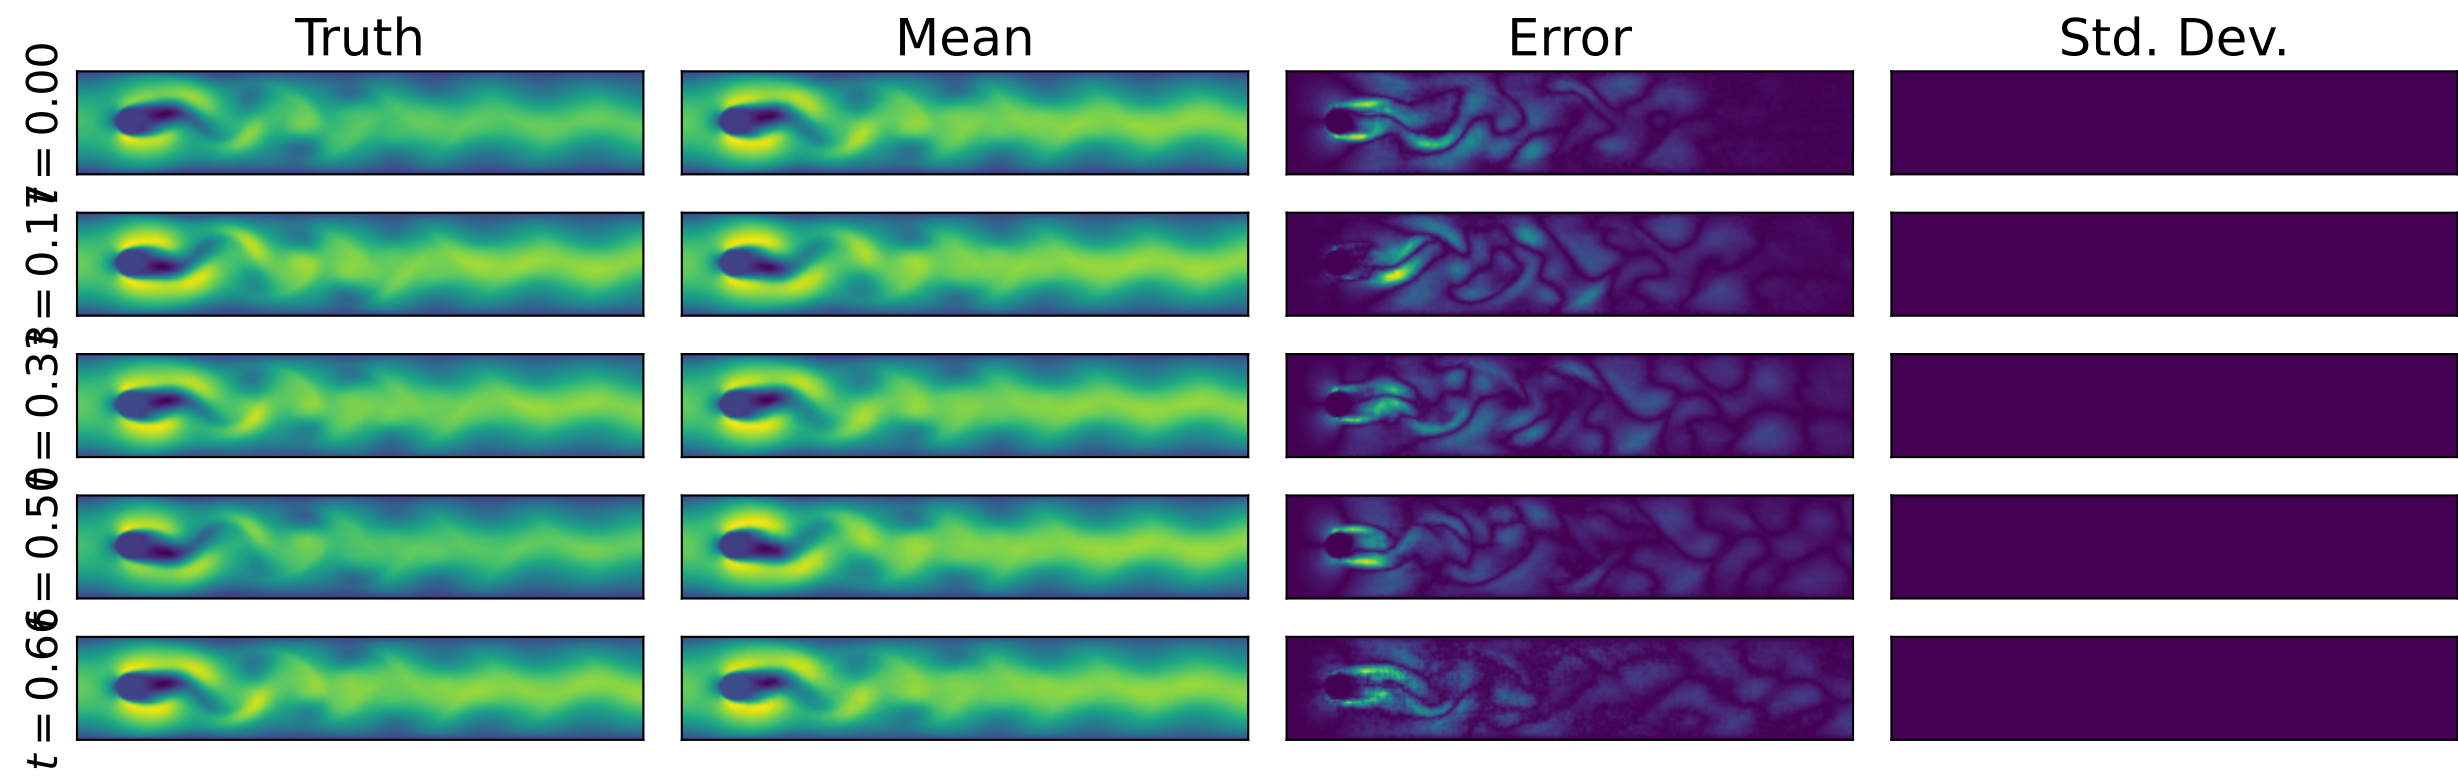 Truth Mean Error Std. Dev.
t = 0.00
t = 0.17
t = 0.33
t = 0.50
t = 0.66